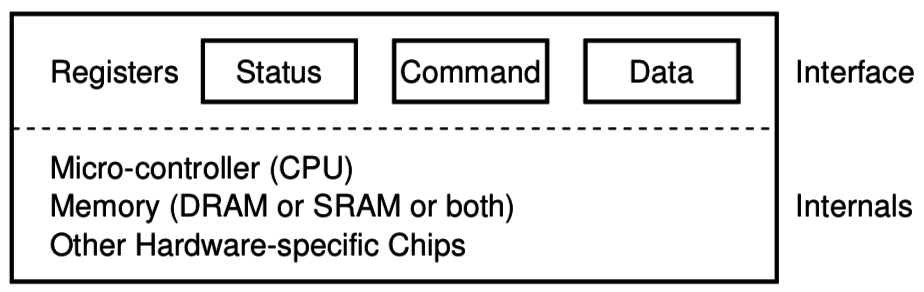 Registers Status Command Data Interface
Micro-controller (CPU)
Memory (DRAM or SRAM or both) Internals
Other Hardware-specific Chips